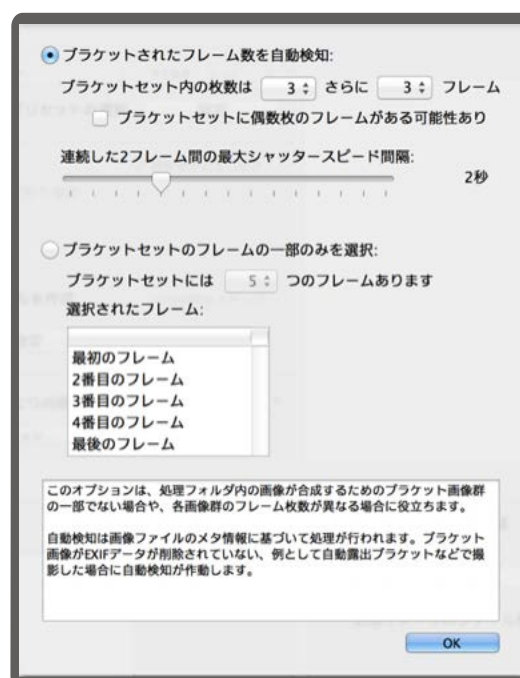 ブラケットされたフレーム数を自動検知:
ブラケットセット内の枚数は 3 さらに 3 フレーム
ブラケットセットに偶数枚のフレームがある可能性あり
連続した2フレーム間の最大シャッタースピード間隔:
2秒
ブラケットセットのフレームの一部のみを選択:
ブラケットセットには 5 つのフレームあります
選択されたフレーム:
最初のフレーム
2番目のフレーム
3番目のフレーム
4番目のフレーム
最後のフレーム
このオプションは、処理フォルダ内の画像が合成するためのブラケット画像群
の一部でない場合や、各画像群のフレーム枚数が異なる場合に役立ちます。
自動検知は画像ファイルのメタ情報に基づいて処理が行われます。ブラケット
画像がEXIFデータが削除されていない、例として自動露出ブラケットなどで撮
影した場合に自動検知が作動します。
OK